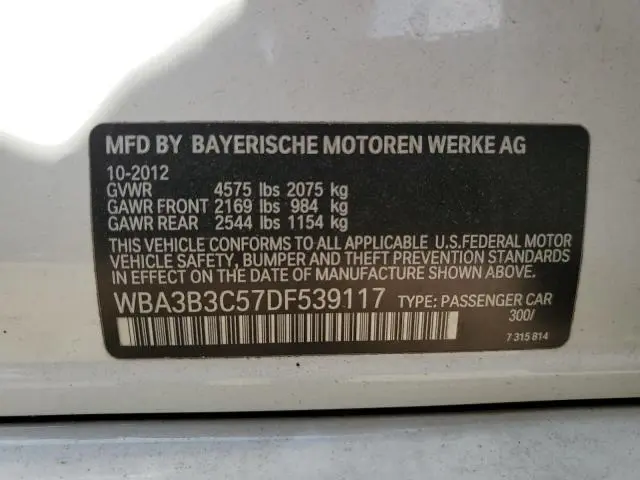 MFD BY BAYERISCHE MOTOREN WERKE AG
10-2012
GVWR 4575 lbs 2075 kg
GAWR FRONT 2169 lbs 984 kg
GAWR REAR 2544 lbs 1154 kg
THIS VEHICLE CONFORMS TO ALL APPLICABLE U.S.FEDERAL MOTOR
VEHICLE SAFETY, BUMPER AND THEFT PREVENTION STANDARDS
IN EFFECT ON THE DATE OF MANUFACTURE SHOWN ABOVE.
WBA3B3C57DF539117 TYPE: PASSENGER CAR
300/
7 315 814